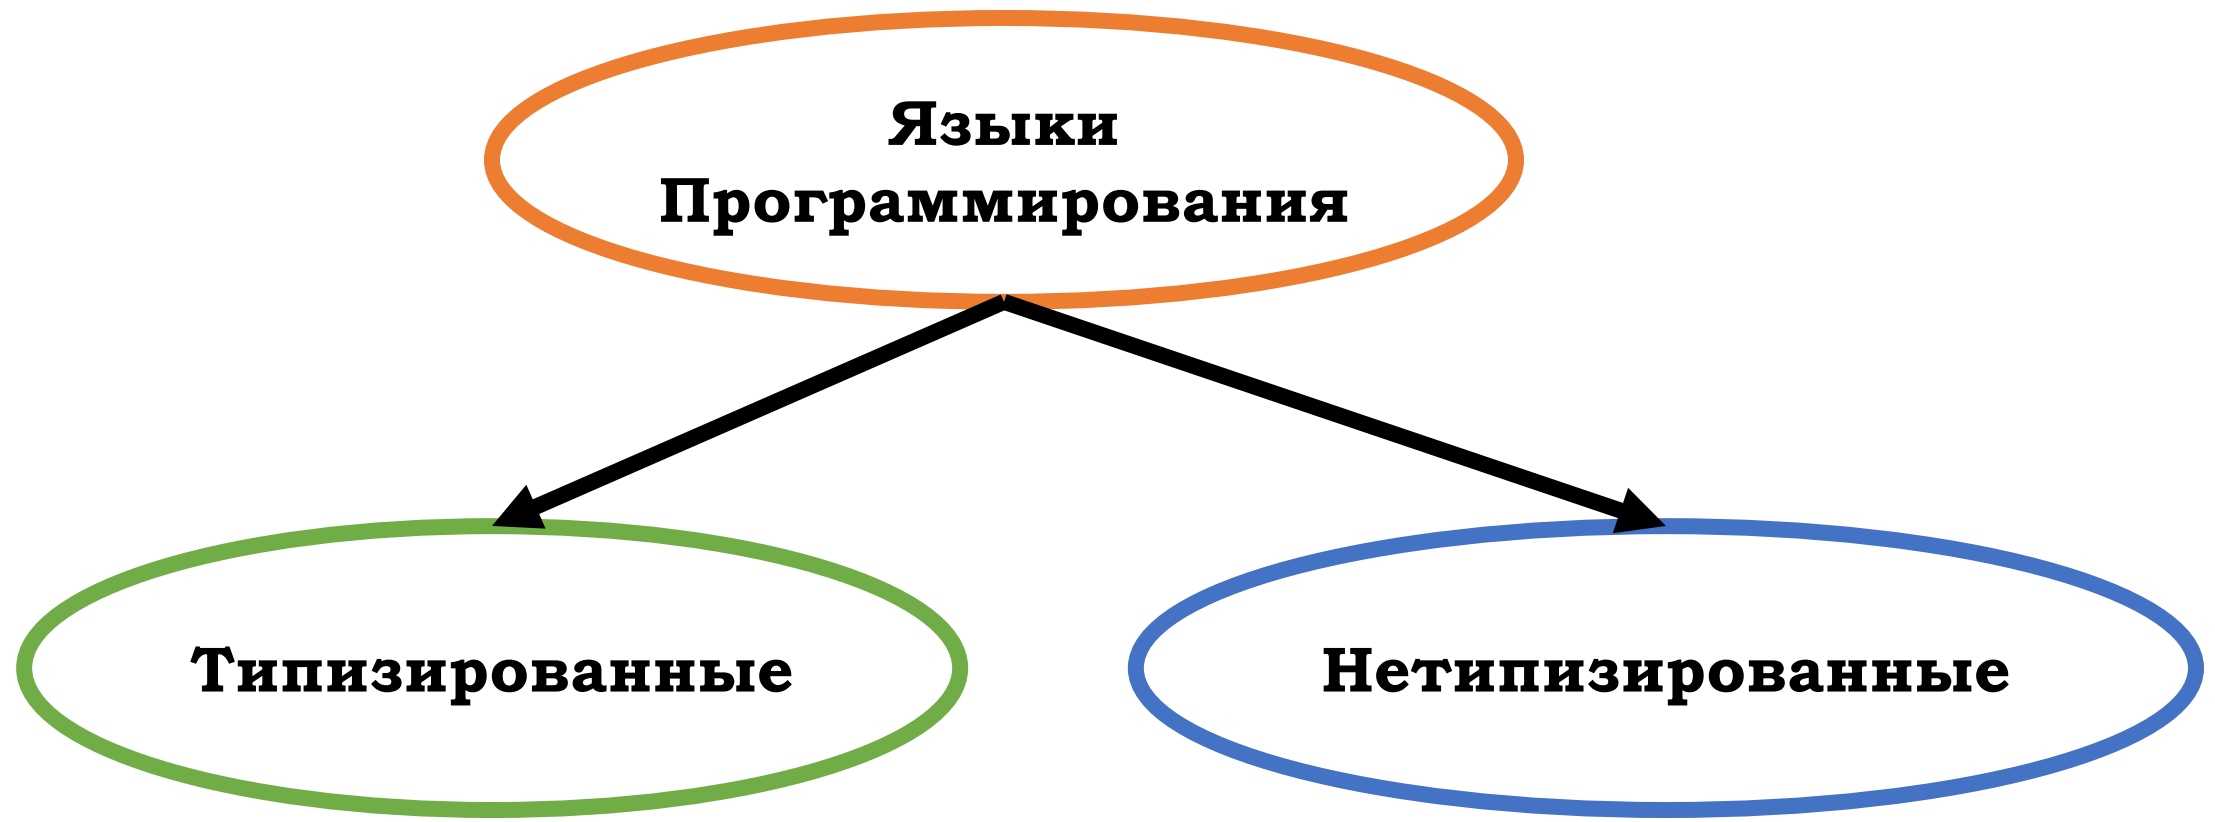 Языки
Программирования
Типизированные
Нетипизированные